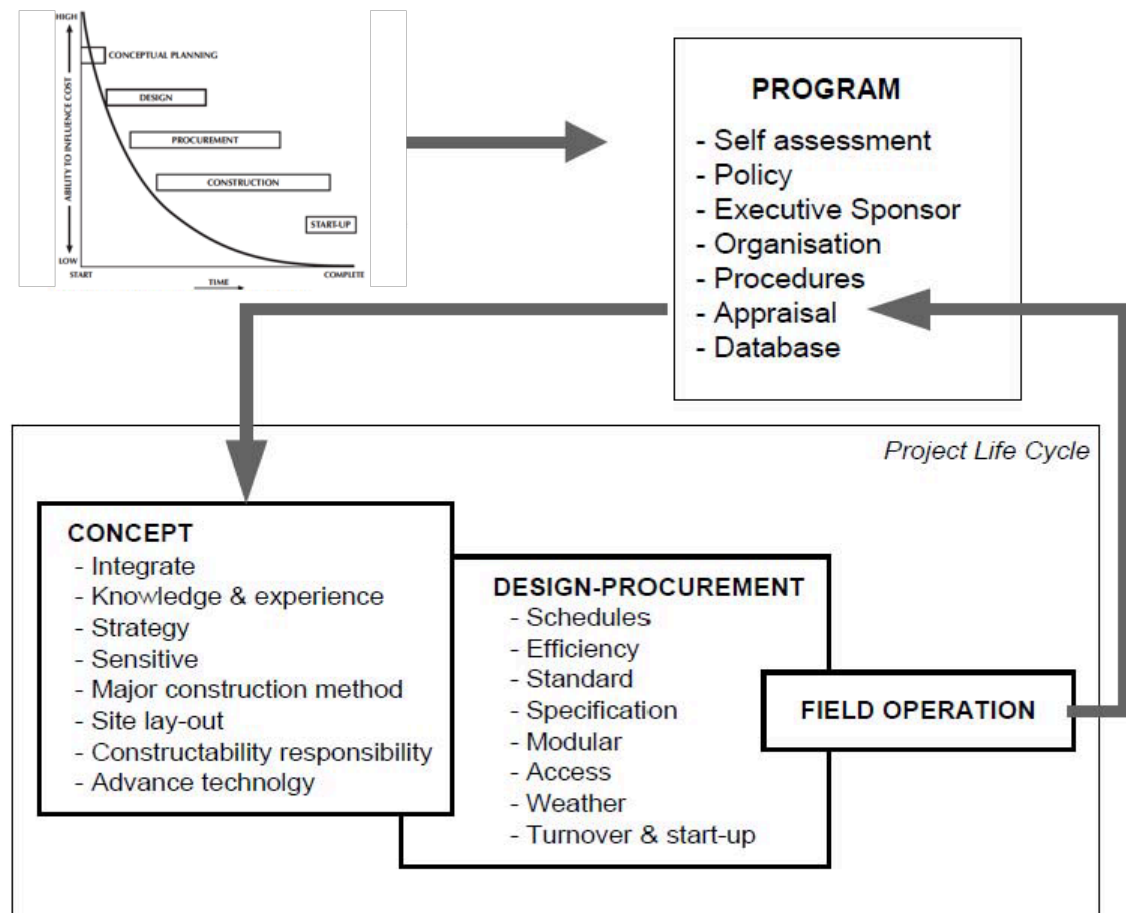 HIGH
CONCEPTUAL PLANNING
DESIGN
PROCUREMENT
CONSTRUCTION
START-UP
ABILITY TO INFLUENCE COST
LOW
START
COMPLETE
TIME
PROGRAM
- Self assessment
- Policy
- Executive Sponsor
- Organisation
- Procedures
- Appraisal
- Database
Project Life Cycle
CONCEPT
- Integrate
- Knowledge & experience
- Strategy
- Sensitive
- Major construction method
- Site lay-out
- Constructability responsibility
- Advance technolgy
DESIGN-PROCUREMENT
- Schedules
- Efficiency
- Standard
- Specification
- Modular
- Access
- Weather
- Turnover & start-up
FIELD OPERATION